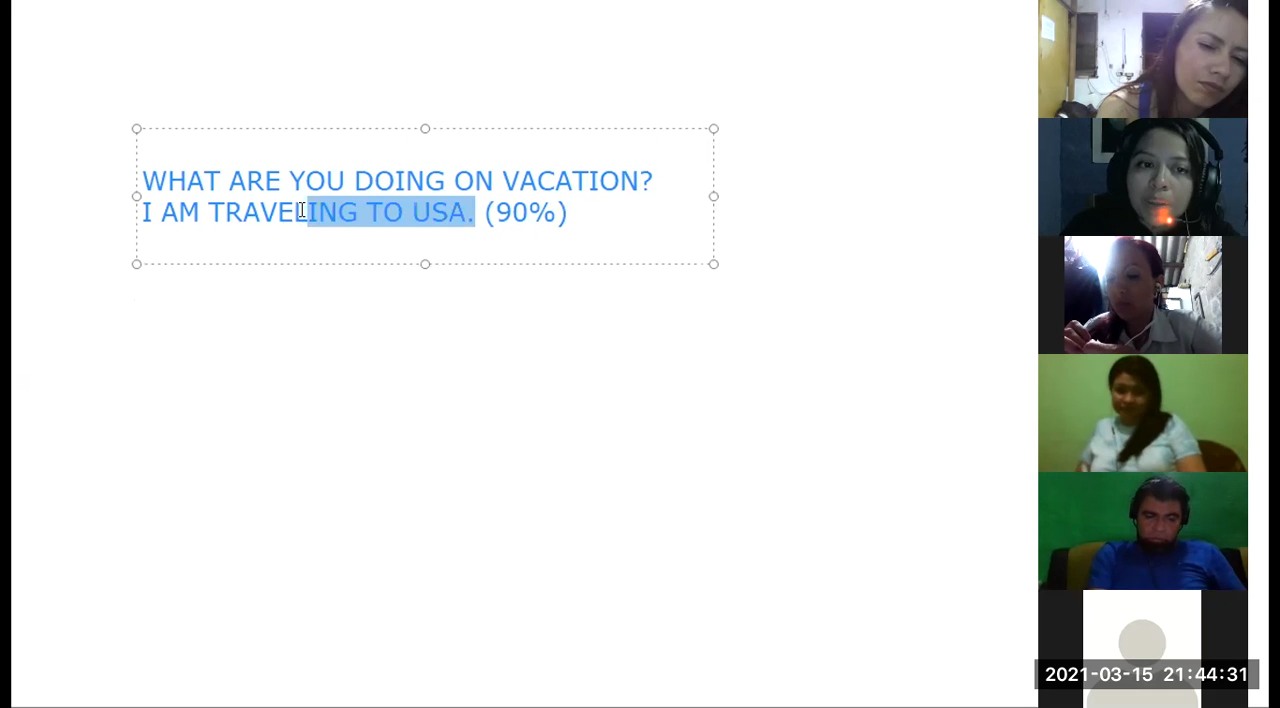 WHAT ARE YOU DOING ON VACATION?
I AM TRAVELING TO USA. (90%)
2021-03-15 21:44:31